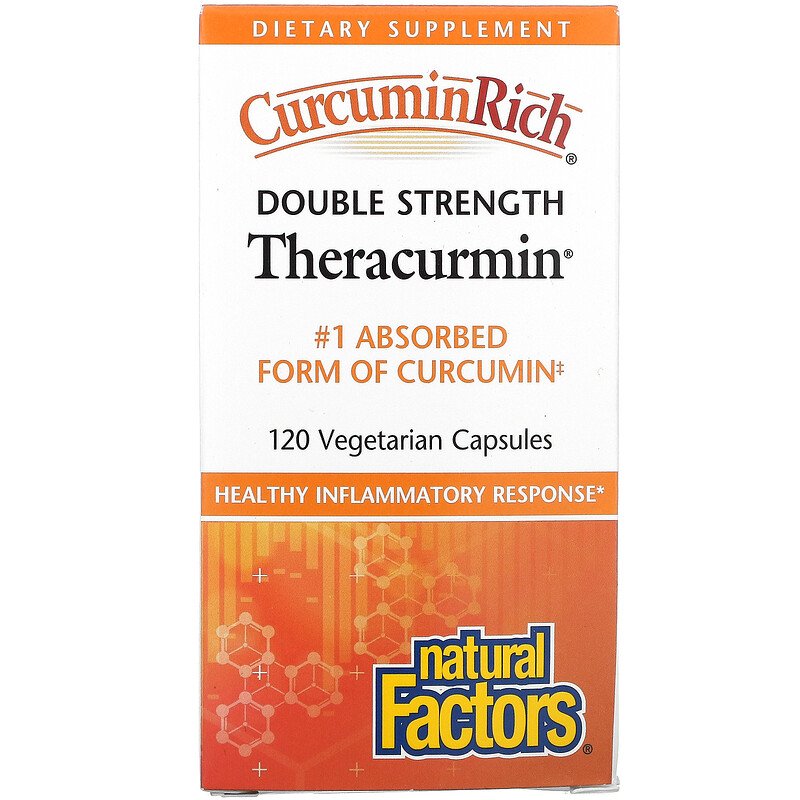 DIETARY SUPPLEMENT
CurcuminRich®
DOUBLE STRENGTH
Theracurmin®
#1 ABSORBED
FORM OF CURCUMIN‡
120 Vegetarian Capsules
HEALTHY INFLAMMATORY RESPONSE*
natural
Factors®